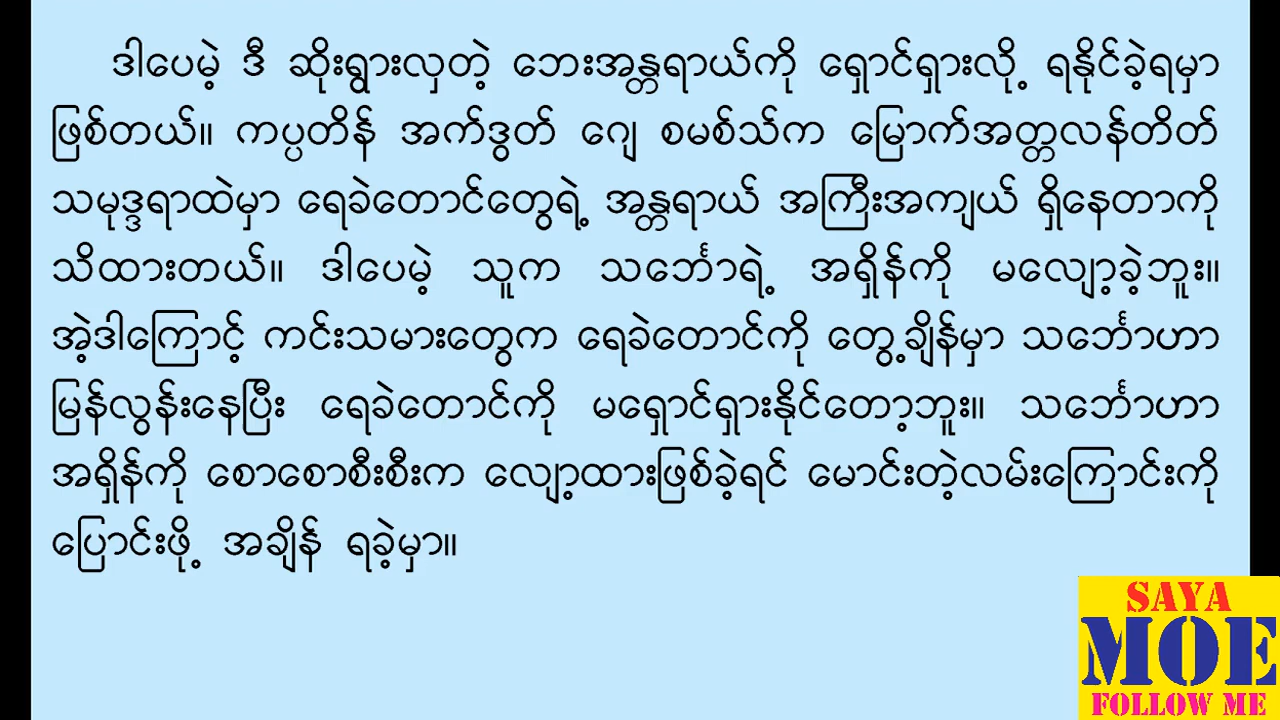 ဒါပေမဲ့ ဒီ ဆိုးရွားလှတဲ့ ဘေးအန္တရာယ်ကို ရှောင်ရှားလို့ ရနိုင်ခဲ့ရမှာ
ဖြစ်တယ်။ ကပ္ပတိန် အက်ဒွတ် ဂျေ စမစ်သ်က မြောက်အတ္တလန်တိတ်
သမုဒ္ဒရာထဲမှာ ရေခဲတောင်တွေရဲ့ အန္တရာယ် အကြီးအကျယ် ရှိနေတာကို
သိထားတယ်။ ဒါပေမဲ့ သူက သင်္ဘောရဲ့ အရှိန်ကို မလျော့ခဲ့ဘူး။
အဲ့ဒါကြောင့် ကင်းသမားတွေက ရေခဲတောင်ကို တွေ့ချိန်မှာ သင်္ဘောဟာ
မြန်လွန်းနေပြီး ရေခဲတောင်ကို မရှောင်ရှားနိုင်တော့ဘူး။ သင်္ဘောဟာ
အရှိန်ကို စောစောစီးစီးက လျော့ထားဖြစ်ခဲ့ရင် မောင်းတဲ့လမ်းကြောင်းကို
ပြောင်းဖို့ အချိန် ရခဲ့မှာ။
SAYA
MOE
FOLLOW ME